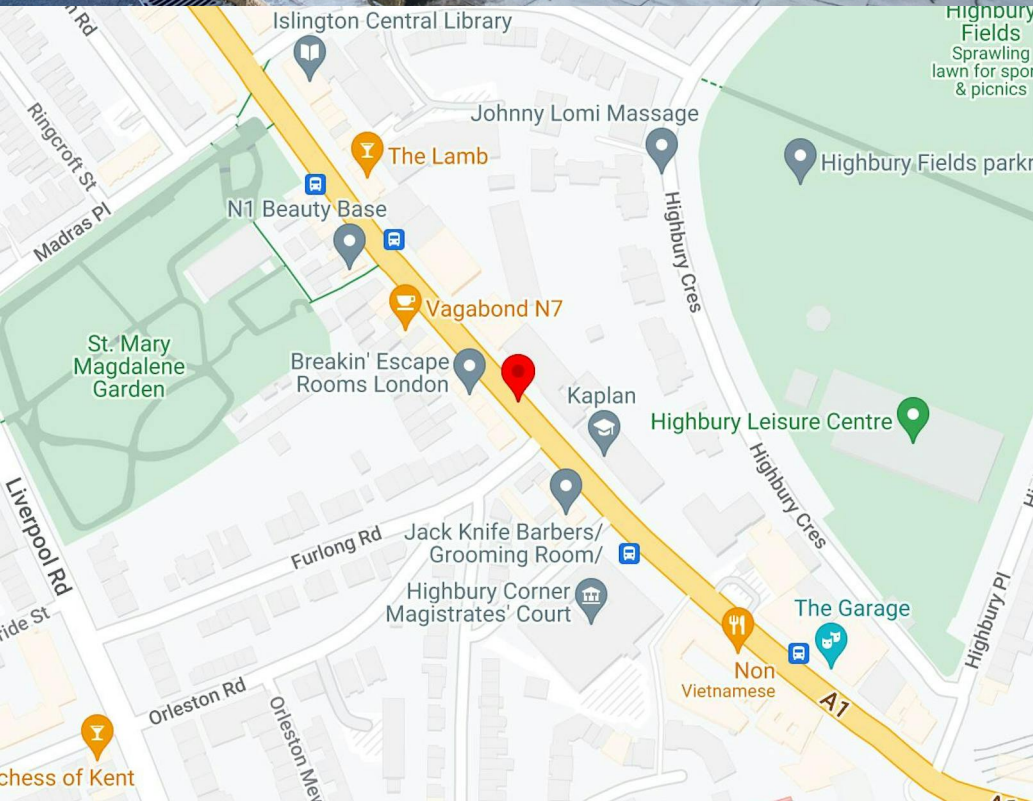 n Rd
Islington Central Library
Highbury
Fields
Sprawling
lawn for spor
& picnics
Ringcroft St
Johnny Lomi Massage
The Lamb
Highbury Fields parkr
N1 Beauty Base
Madras Pl
Highbury Cres
Vagabond N7
St. Mary
Magdalene
Garden
Breakin' Escape
Rooms London
Kaplan
Highbury Leisure Centre
Liverpool Rd
Highbury Cres
Furlong Rd
Jack Knife Barbers/
Grooming Room/
Highbury Corner
Magistrates' Court
Highbury Pl
The Garage
ride St
Non
Vietnamese
Orleston Rd
A1
Orleston Mew
chess of Kent